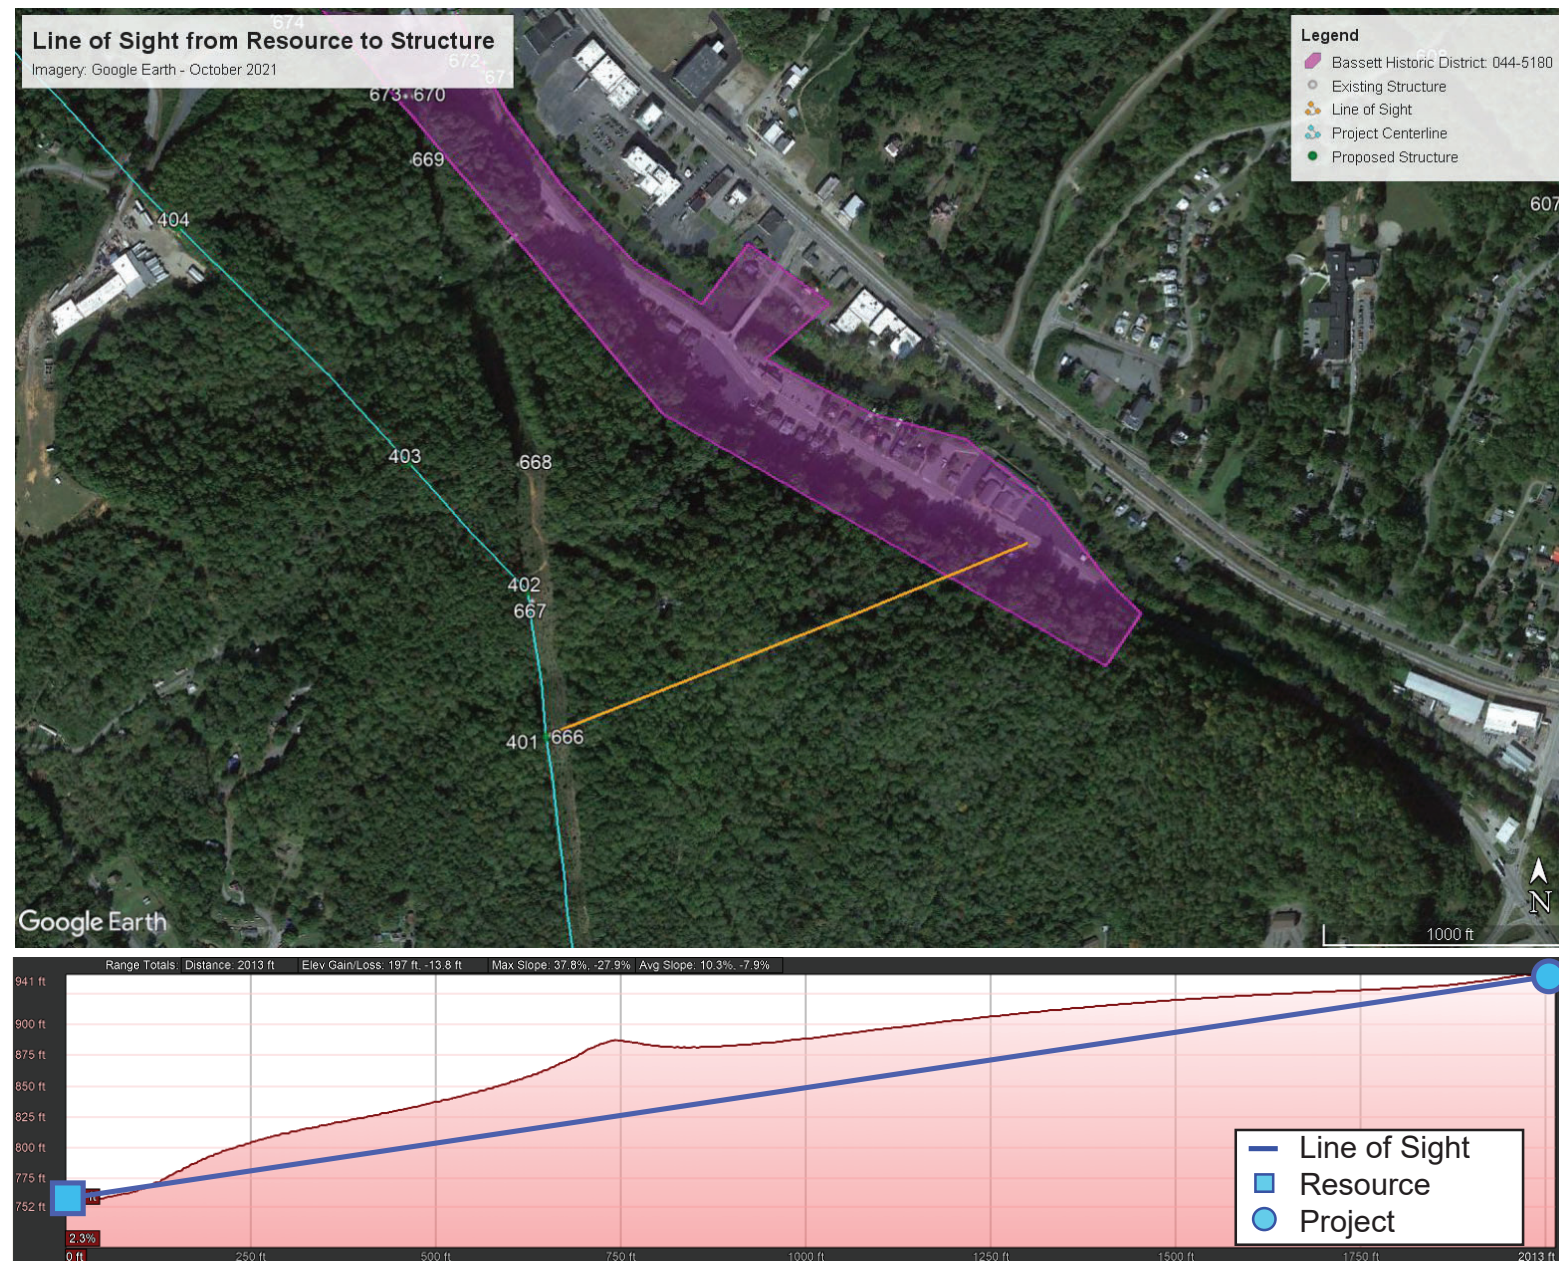 674
Line of Sight from Resource to Structure
Imagery: Google Earth - October 2021
672
671
673 670
669
404
403
668
402
667
401 666
Legend
608
Bassett Historic District: 044-5180
Existing Structure
Line of Sight
Project Centerline
Proposed Structure
607
Google Earth
N
1000 ft
Range Totals: Distance: 2013 ft Elev Gain/Loss: 197 ft, -13.8 ft Max Slope: 37.8%, -27.9% Avg Slope: 10.3%, -7.9%
941 ft
900 ft
875 ft
850 ft
825 ft
800 ft
775 ft
752 ft
2.3%
0 ft 250 ft 500 ft 750 ft 1000 ft 1250 ft 1500 ft 1750 ft 2013 ft
Line of Sight
Resource
Project